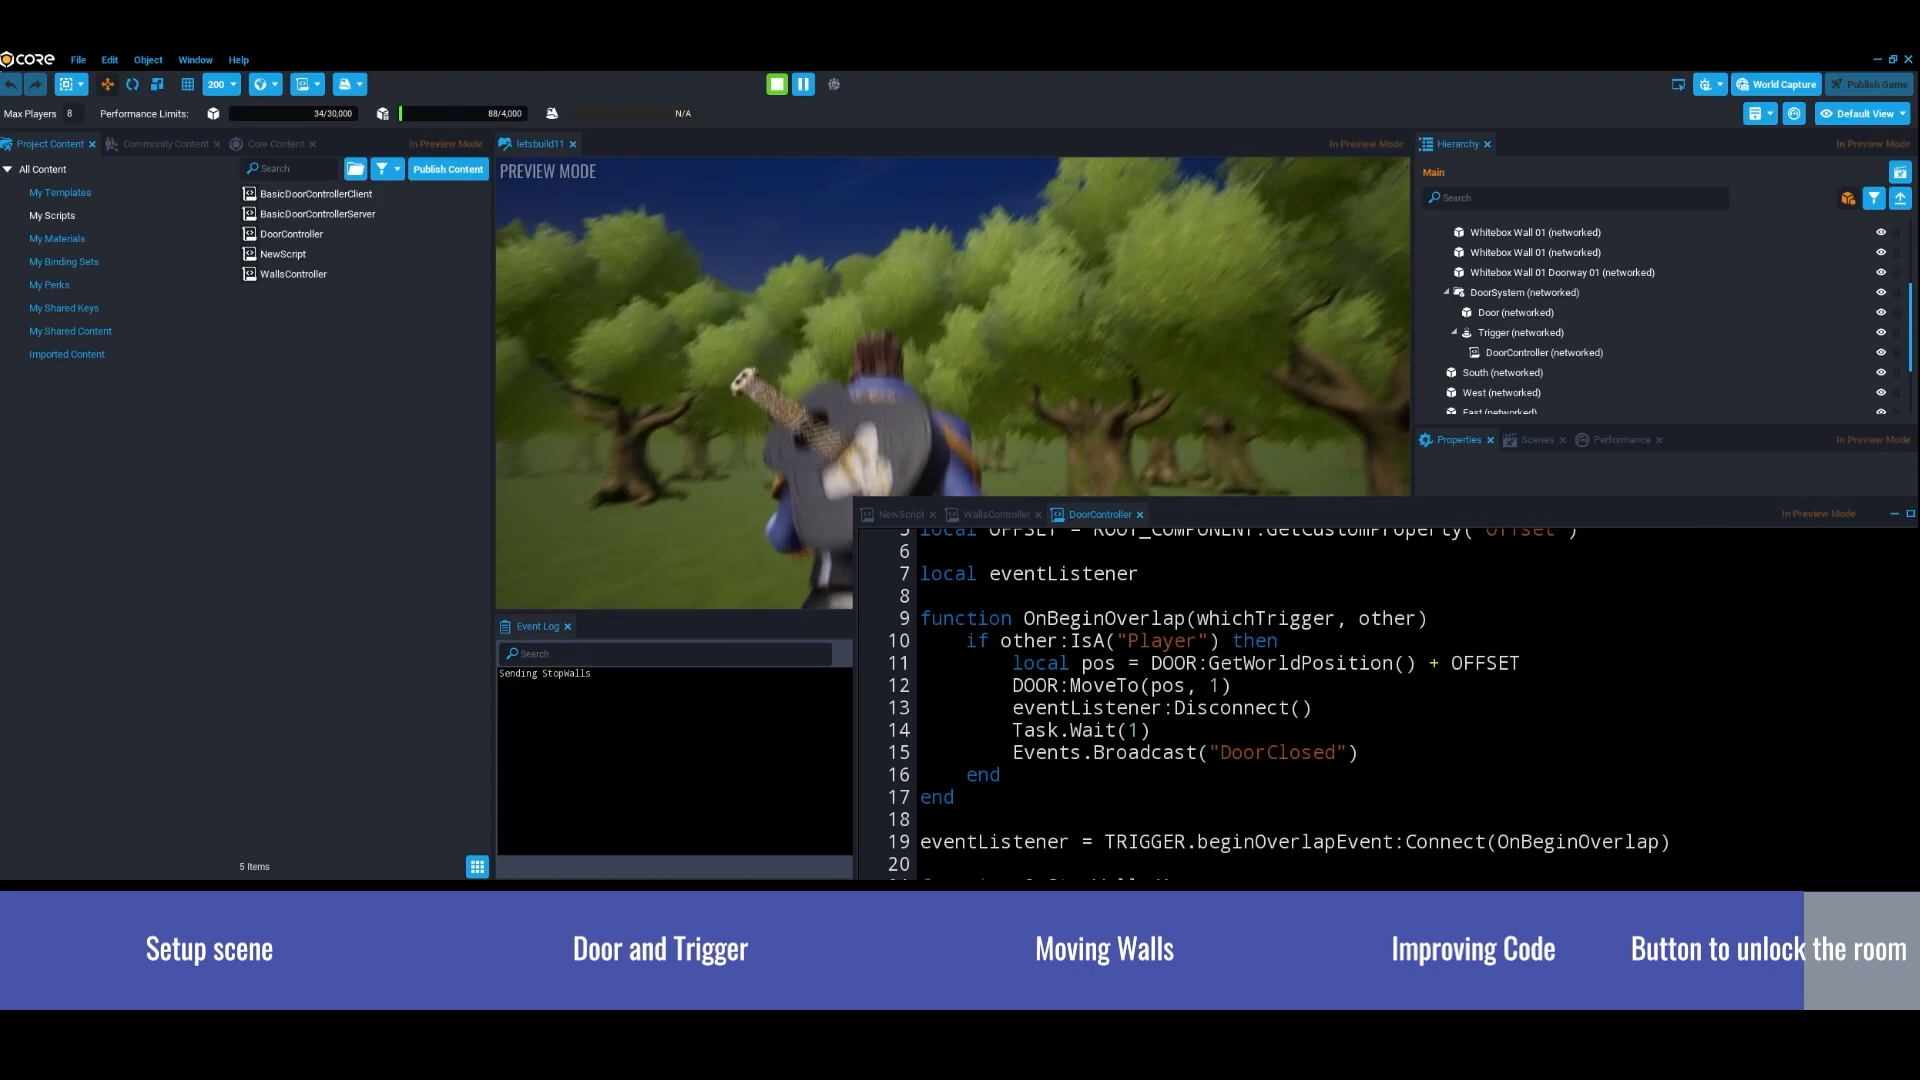 CORE File Edit Object Window Help
200 World Capture Publish Game
Max Players 8 Performance Limits: 34/30,000 88/4,000 N/A Default View
Project Content Community Content Core Content In Preview Mode
All Content
My Templates
My Scripts
My Materials
My Binding Sets
My Perks
My Shared Keys
My Shared Content
Imported Content
Search Publish Content
BasicDoorControllerClient
BasicDoorControllerServer
DoorController
NewScript
WallsController
5 Items
letsbuild11 In Preview Mode
PREVIEW MODE
Hierarchy In Preview Mode
Main
Search
Whitebox Wall 01 (networked)
Whitebox Wall 01 (networked)
Whitebox Wall 01 Doorway 01 (networked)
DoorSystem (networked)
Door (networked)
Trigger (networked)
DoorController (networked)
South (networked)
West (networked)
East (networked)
Properties Scenes Performance In Preview Mode
Event Log
Search
Sending StopWalls
NewScript WallsController DoorController In Preview Mode
5 local OFFSET = ROOT_COMPONENT:GetCustomProperty("Offset")
6
7 local eventListener
8
9 function OnBeginOverlap(whichTrigger, other)
10 if other:IsA("Player") then
11 local pos = DOOR:GetWorldPosition() + OFFSET
12 DOOR:MoveTo(pos, 1)
13 eventListener:Disconnect()
14 Task.Wait(1)
15 Events.Broadcast("DoorClosed")
16 end
17 end
18
19 eventListener = TRIGGER.beginOverlapEvent:Connect(OnBeginOverlap)
20
Setup scene Door and Trigger Moving Walls Improving Code Button to unlock the room